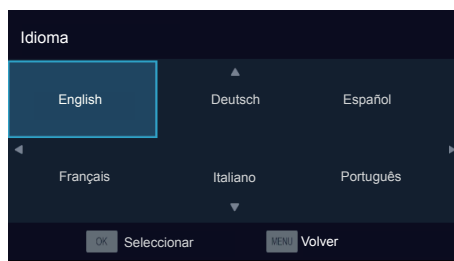 Idioma
English Deutsch Español
Français Italiano Português
OK Seleccionar MENU Volver